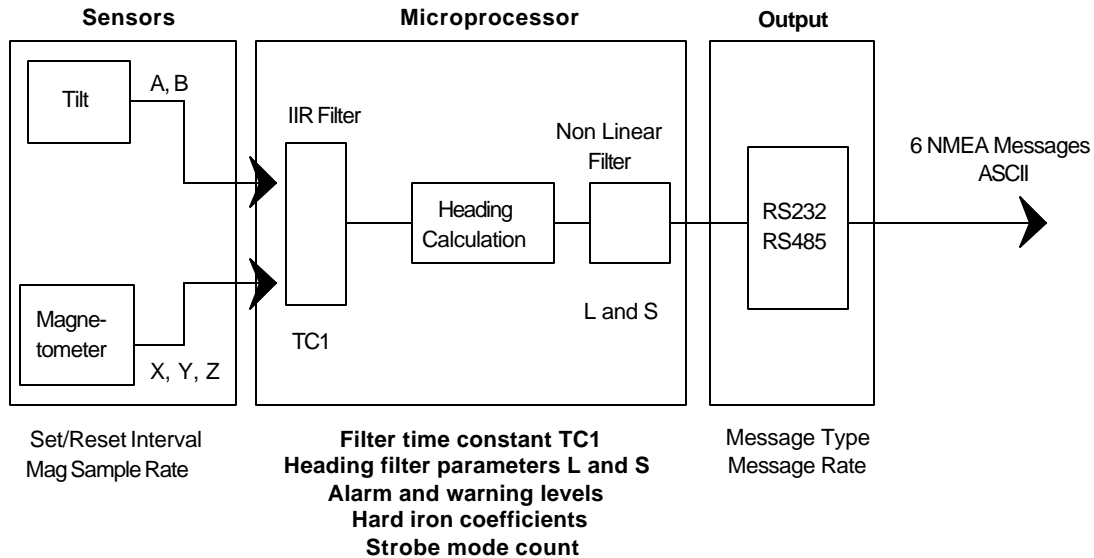 Sensors
Microprocessor
Output
Tilt
A, B
IIR Filter
Non Linear
Filter
6 NMEA Messages
ASCII
Heading
Calculation
RS232
RS485
Magne-
tometer
X, Y, Z
TC1
L and S
Set/Reset Interval
Mag Sample Rate
Filter time constant TC1
Heading filter parameters L and S
Alarm and warning levels
Hard iron coefficients
Strobe mode count
Message Type
Message Rate